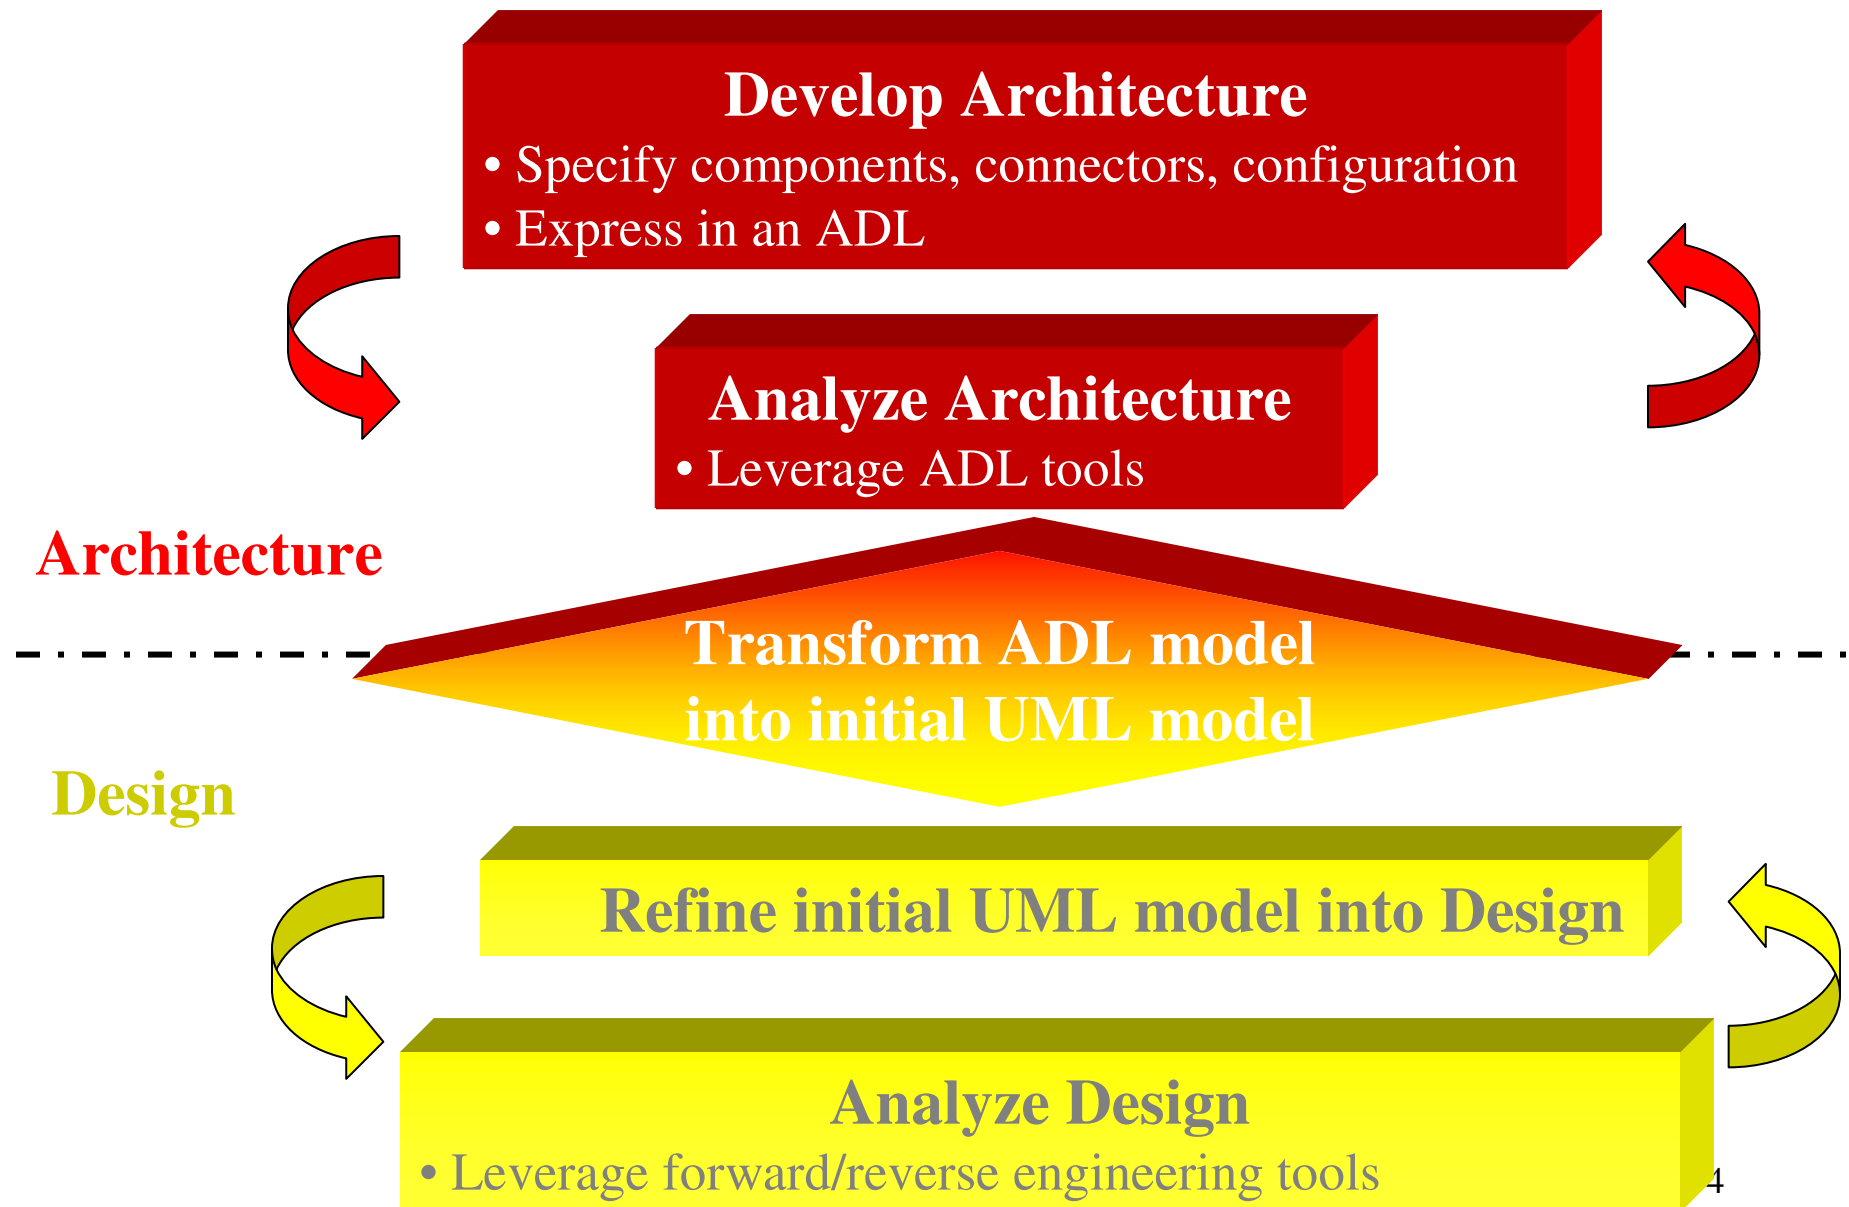 Develop Architecture
• Specify components, connectors, configuration
• Express in an ADL
Analyze Architecture
• Leverage ADL tools
Architecture
Transform ADL model
into initial UML model
Design
Refine initial UML model into Design
Analyze Design
• Leverage forward/reverse engineering tools
4